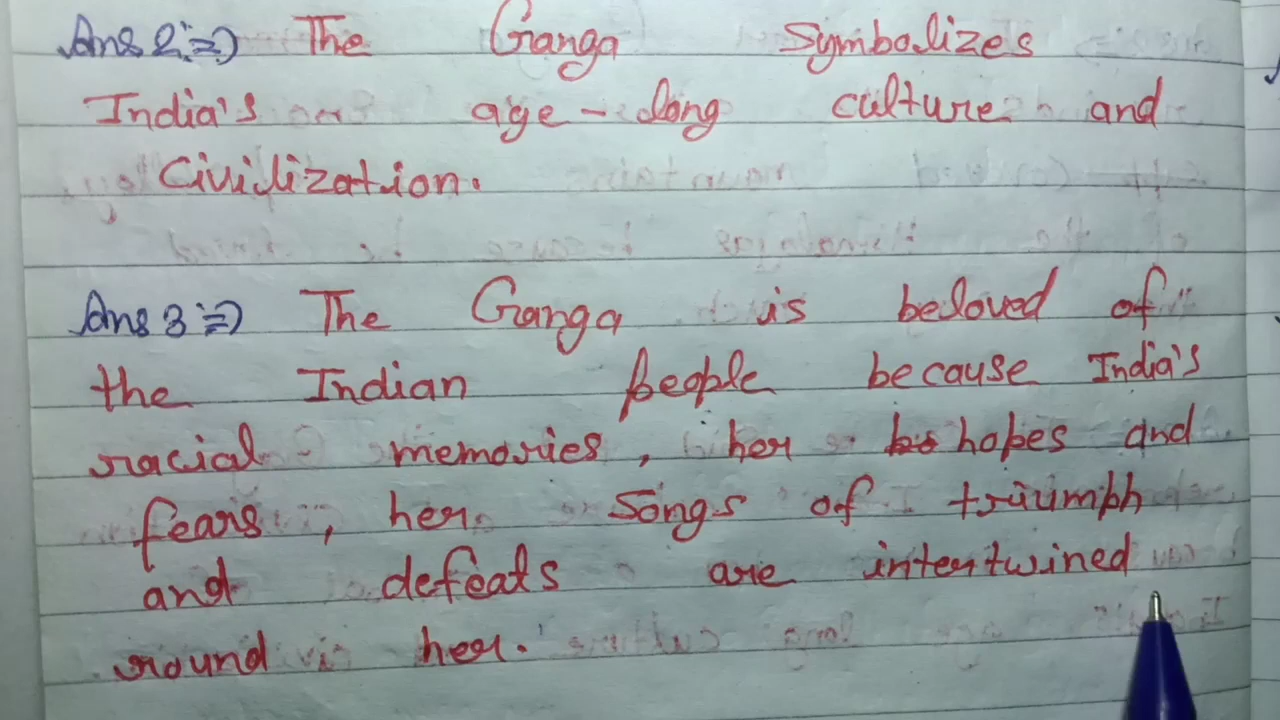 Ans 2:⇒ The Ganga Symbolizes
India's age-long culture and
Civilization.
Ans 3:⇒ The Ganga is beloved of
the Indian people because India's
racial memories, her hopes and
fears, her songs of triumph
and defeats are intertwined
round her.